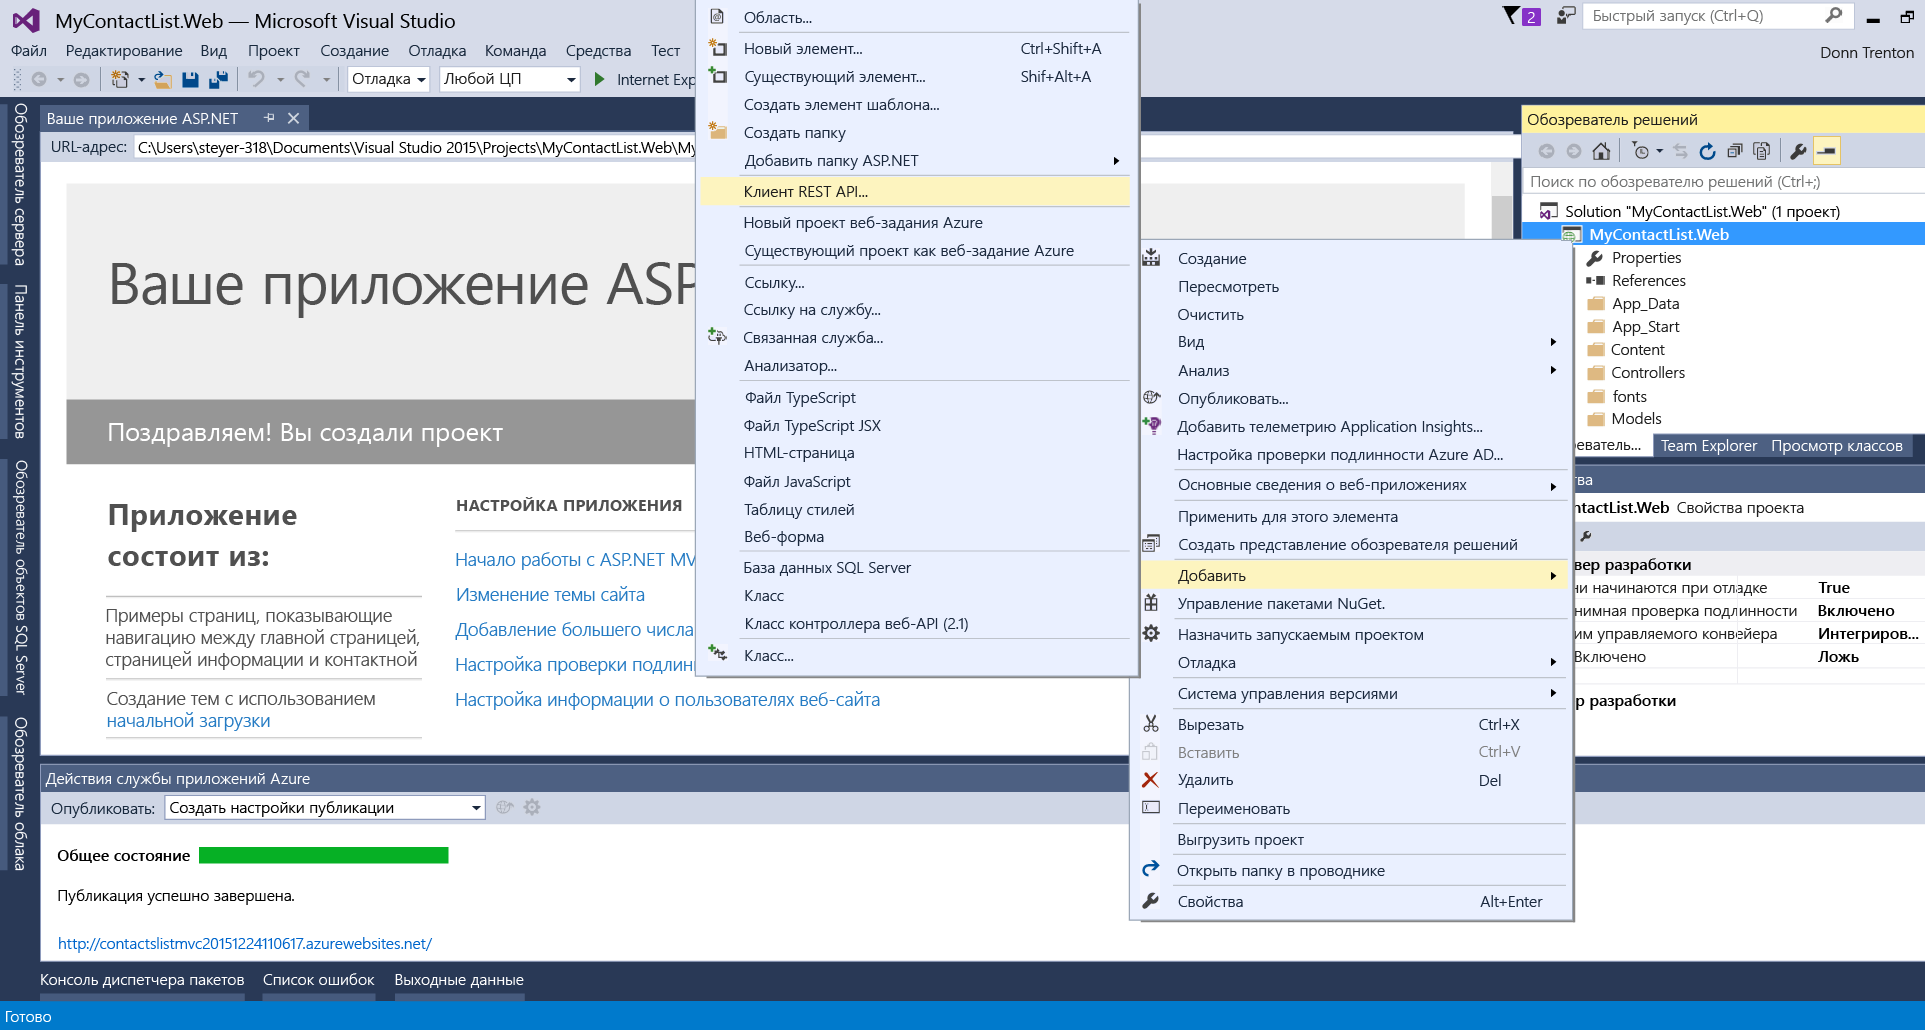 MyContactList.Web — Microsoft Visual Studio
2
Быстрый запуск (Ctrl+Q)
Файл Редактирование Вид Проект Создание Отладка Команда Средства Тест
Donn Trenton
Отладка Любой ЦП Internet Exp
Обозреватель сервера
Панель инструментов
Обозреватель объектов SQL Server
Обозреватель облака
Ваше приложение ASP.NET
URL-адрес: C:\Users\steyer-318\Documents\Visual Studio 2015\Projects\MyContactList.Web\My
Ваше приложение ASP
Поздравляем! Вы создали проект
Приложение
состоит из:
Примеры страниц, показывающие
навигацию между главной страницей,
страницей информации и контактной
Создание тем с использованием
начальной загрузки
НАСТРОЙКА ПРИЛОЖЕНИЯ
Начало работы с ASP.NET MV
Изменение темы сайта
Добавление большего числа
Настройка проверки подлин
Настройка информации о пользователях веб-сайта
Область...
Новый элемент... Ctrl+Shift+A
Существующий элемент... Shif+Alt+A
Создать элемент шаблона...
Создать папку
Добавить папку ASP.NET
Клиент REST API...
Новый проект веб-задания Azure
Существующий проект как веб-задание Azure
Ссылку...
Ссылку на службу...
Связанная служба...
Анализатор...
Файл TypeScript
Файл TypeScript JSX
HTML-страница
Файл JavaScript
Таблицу стилей
Веб-форма
База данных SQL Server
Класс
Класс контроллера веб-API (2.1)
Класс...
Создание
Пересмотреть
Очистить
Вид
Анализ
Опубликовать...
Добавить телеметрию Application Insights...
Настройка проверки подлинности Azure AD...
Основные сведения о веб-приложениях
Применить для этого элемента
Создать представление обозревателя решений
Добавить
Управление пакетами NuGet.
Назначить запускаемым проектом
Отладка
Система управления версиями
Вырезать Ctrl+X
Вставить Ctrl+V
Удалить Del
Переименовать
Выгрузить проект
Открыть папку в проводнике
Свойства Alt+Enter
Обозреватель решений
Поиск по обозревателю решений (Ctrl+;)
Solution "MyContactList.Web" (1 проект)
MyContactList.Web
Properties
References
App_Data
App_Start
Content
Controllers
fonts
Models
еватель... Team Explorer Просмотр классов
тва
ntactList.Web Свойства проекта
вер разработки
ни начинаются при отладке True
нимная проверка подлинности Включено
им управляемого конвейера Интегриров...
Включено Ложь
р разработки
Действия службы приложений Azure
Опубликовать: Создать настройки публикации
Общее состояние
Публикация успешно завершена.
http://contactslistmvc20151224110617.azurewebsites.net/
Консоль диспетчера пакетов Список ошибок Выходные данные
Готово